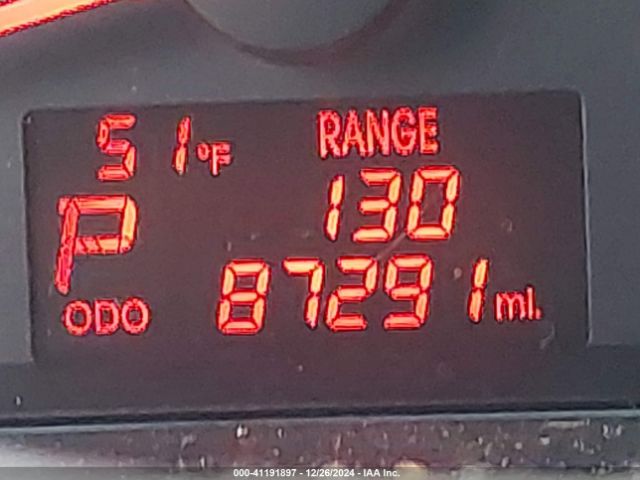 51°F RANGE
P 130
ODO 87291 mi.
000-41191897 - 12/26/2024 - IAA Inc.